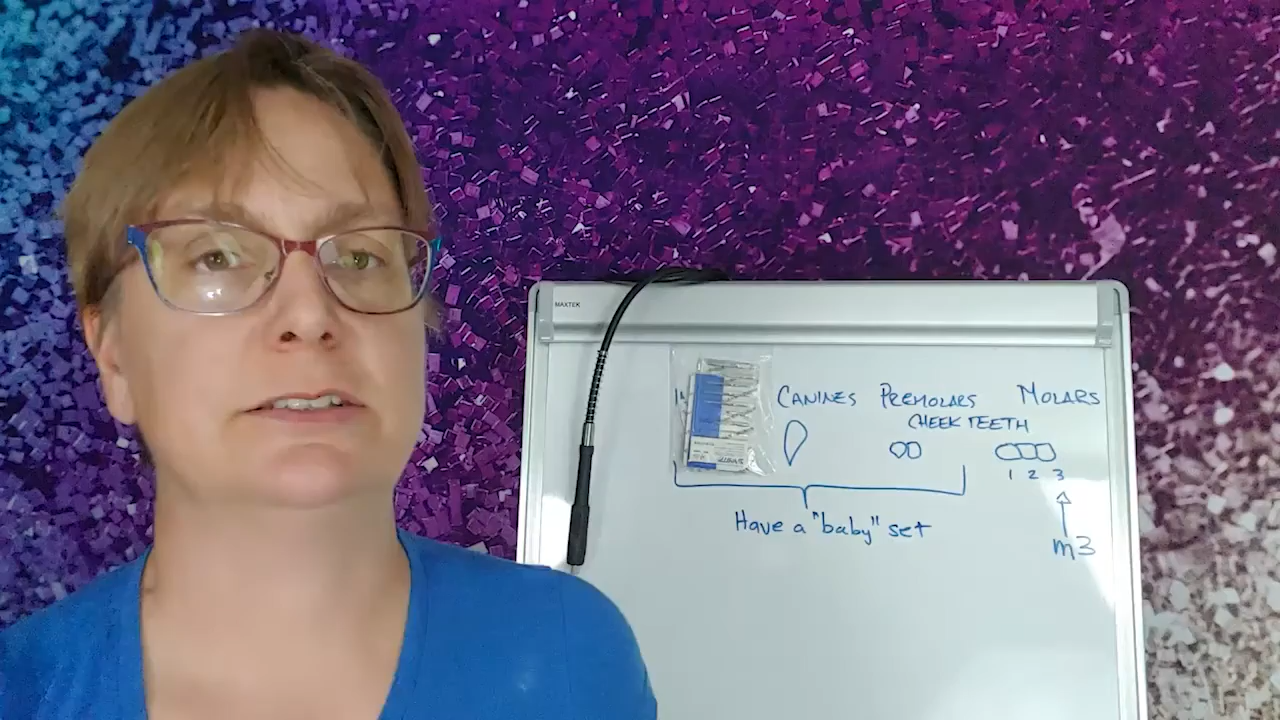 MAXTEK
CANINES PREMOLARS MOLARS
CHEEK TEETH
1 2 3
Have a "baby" set
m3